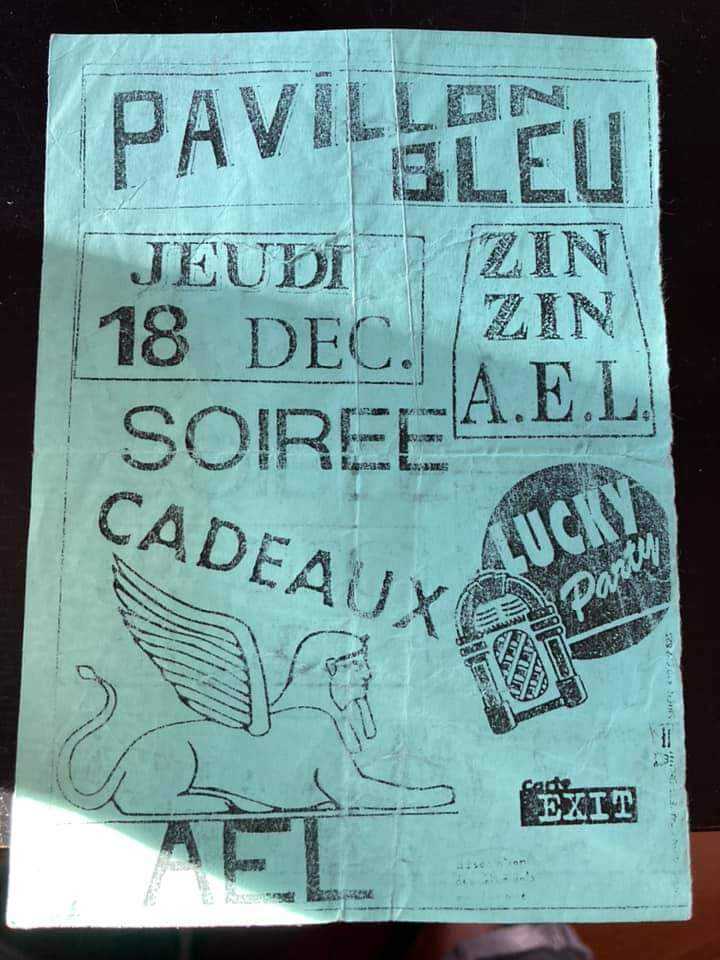 PAVILLON
BLEU
JEUDI
18 DEC.
ZIN
ZIN
A.E.L.
SOIREE
CADEAUX
LUCKY
Party
AEL
carte
EXIT